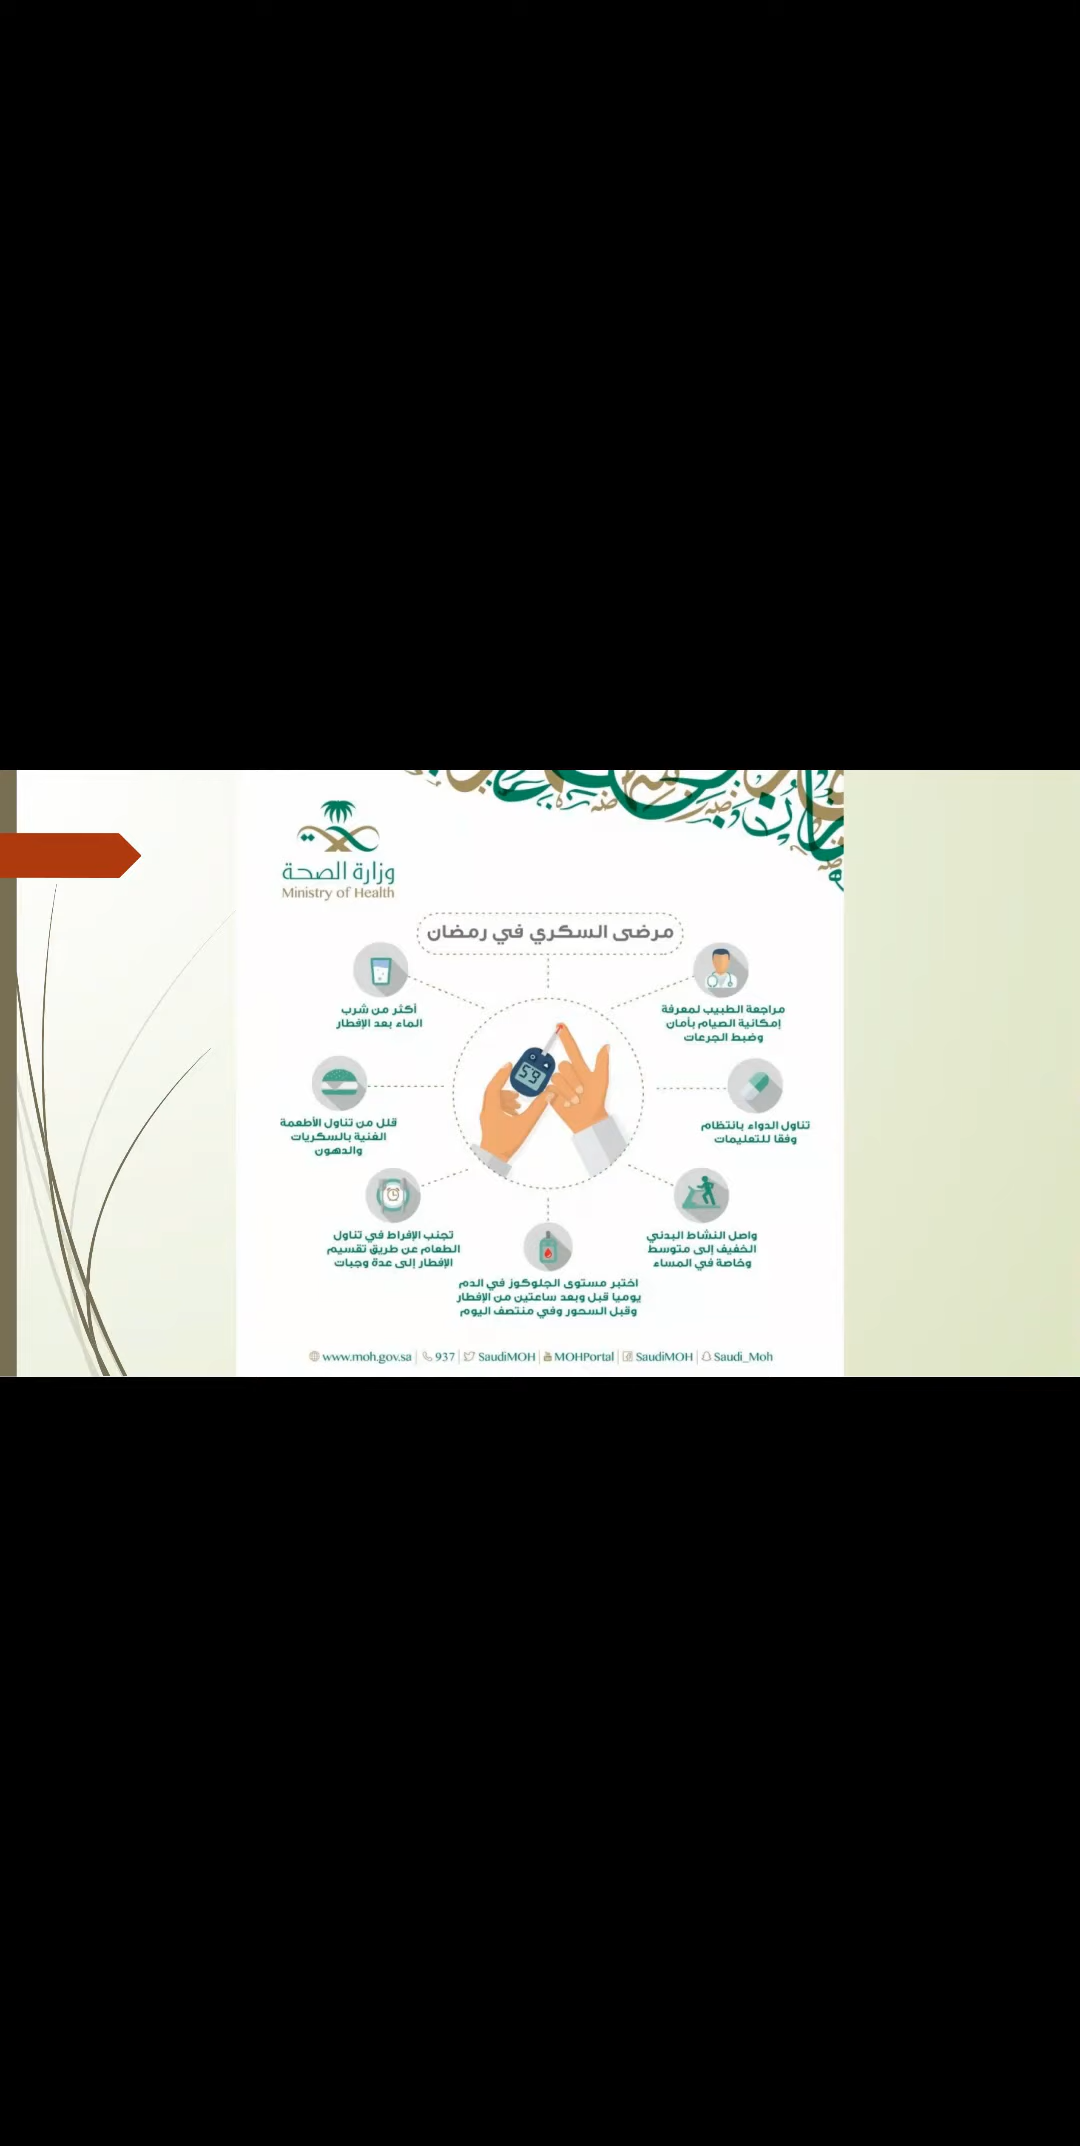 وزارة الصحة
Ministry of Health
مرضى السكري في رمضان
مراجعة الطبيب لمعرفة
إمكانية الصيام بأمان
وضبط الجرعات
أكثر من شرب
الماء بعد الإفطار
59
تناول الدواء بانتظام
وفقا للتعليمات
قلل من تناول الأطعمة
الغنية بالسكريات
والدهون
واصل النشاط البدني
الخفيف إلى متوسط
وخاصة في المساء
تجنب الإفراط في تناول
الطعام عن طريق تقسيم
الإفطار إلى عدة وجبات
اختبر مستوى الجلوكوز في الدم
يوميا قبل وبعد ساعتين من الإفطار
وقبل السحور وفي منتصف اليوم
www.moh.gov.sa | 937 | SaudiMOH | MOHPortal | SaudiMOH | Saudi_Moh